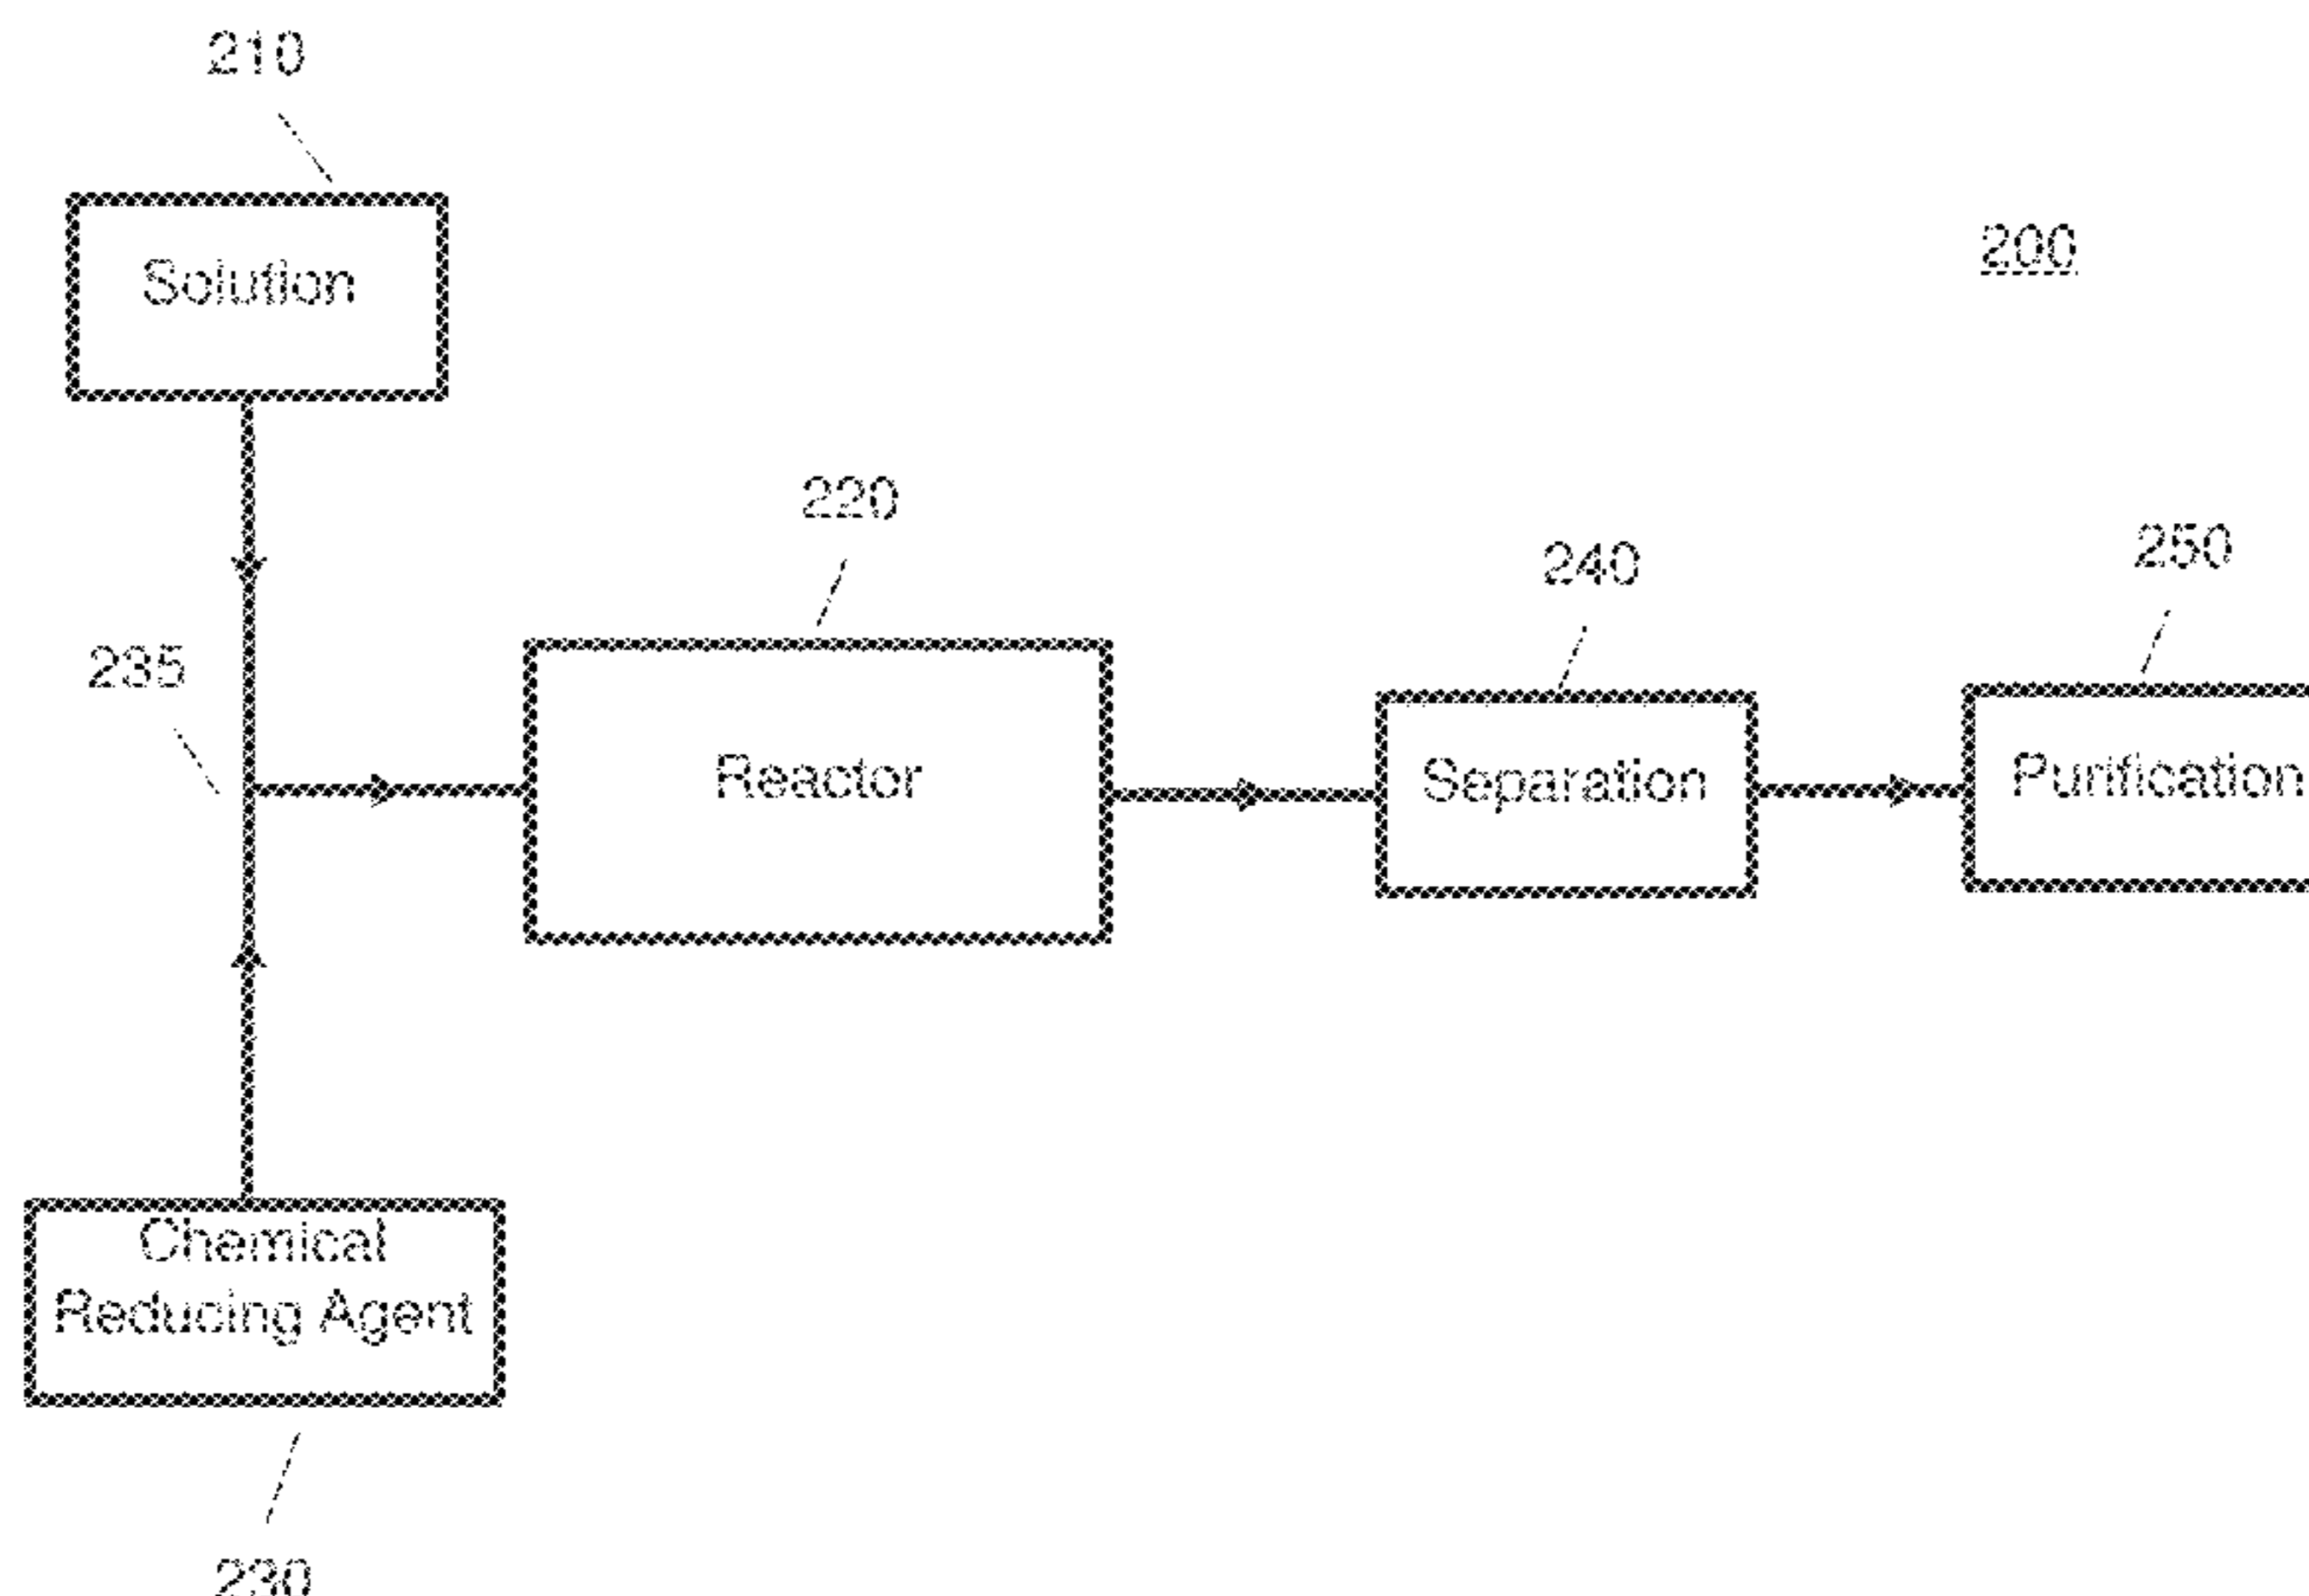 210
Solution
200
220
240
250
235
Reactor
Separation
Purification
Chemical
Reducing Agent
230